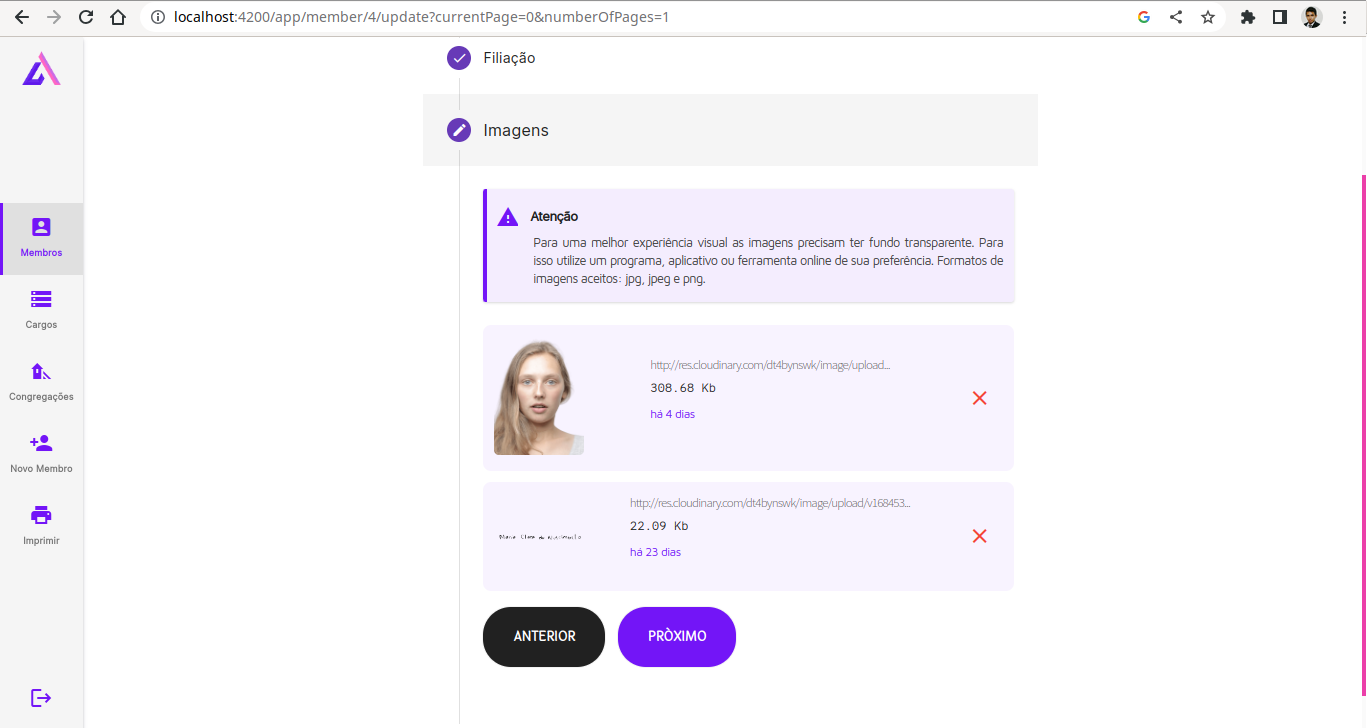 localhost:4200/app/member/4/update?currentPage=0&numberOfPages=1
Filiação
Imagens
Membros
Cargos
Congregações
Novo Membro
Imprimir
Atenção
Para uma melhor experiência visual as imagens precisam ter fundo transparente. Para
isso utilize um programa, aplicativo ou ferramenta online de sua preferência. Formatos de
imagens aceitos: jpg, jpeg e png.
http://res.cloudinary.com/dt4bynswk/image/upload...
308.68 Kb
há 4 dias
http://res.cloudinary.com/dt4bynswk/image/upload/v168453...
22.09 Kb
há 23 dias
ANTERIOR
PRÒXIMO